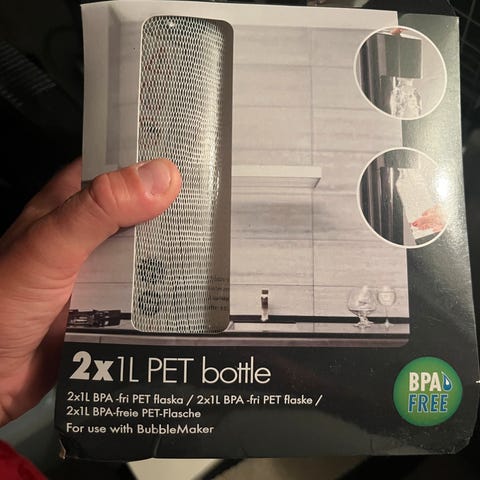 2x1L PET bottle
2x1L BPA -fri PET flaska / 2x1L BPA -fri PET flaske /
2x1L BPA-freie PET-Flasche
For use with BubbleMaker
BPA
FREE